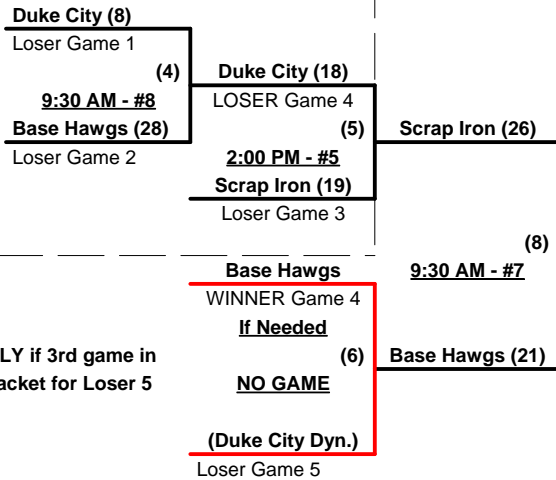 Duke City (8)
Loser Game 1
(4)
9:30 AM - #8
Base Hawgs (28)
Loser Game 2
Duke City (18)
LOSER Game 4
(5)
2:00 PM - #5
Scrap Iron (19)
Loser Game 3
Scrap Iron (26)
(8)
9:30 AM - #7
Base Hawgs
WINNER Game 4
If Needed
LY if 3rd game in
(6)
Base Hawgs (21)
acket for Loser 5
NO GAME
(Duke City Dyn.)
Loser Game 5